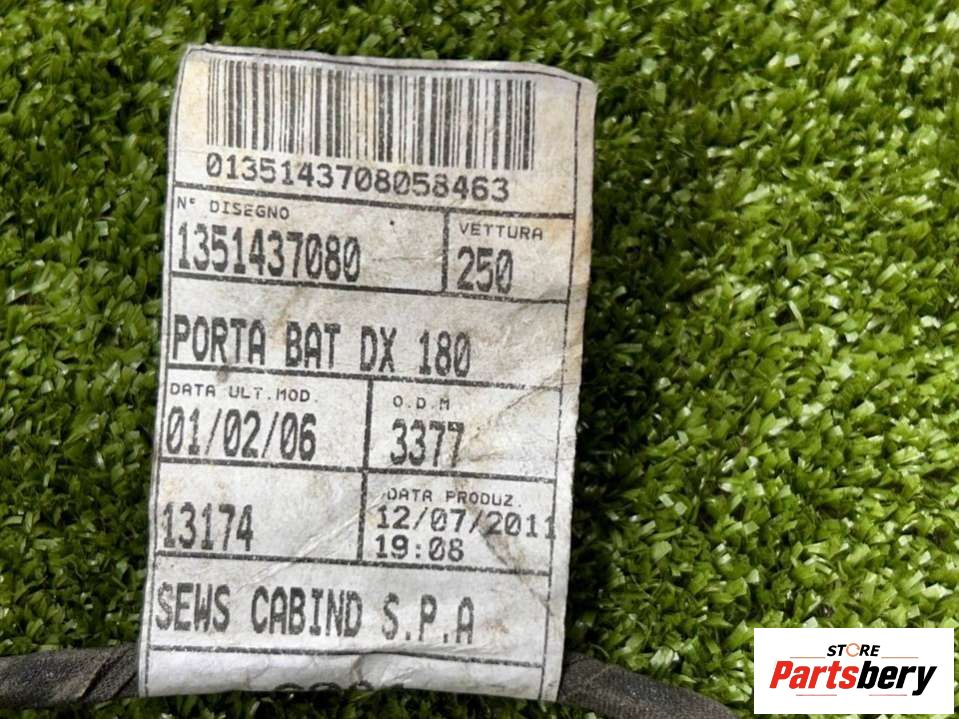 0135143708058463
N° DISEGNO
1351437080
VETTURA
250
PORTA BAT DX 180
DATA ULT.MOD.
01/02/06
O.D.M
3377
13174
DATA PRODUZ.
12/07/2011
19:08
SEWS CABIND S.P.A
STORE
Partsbery